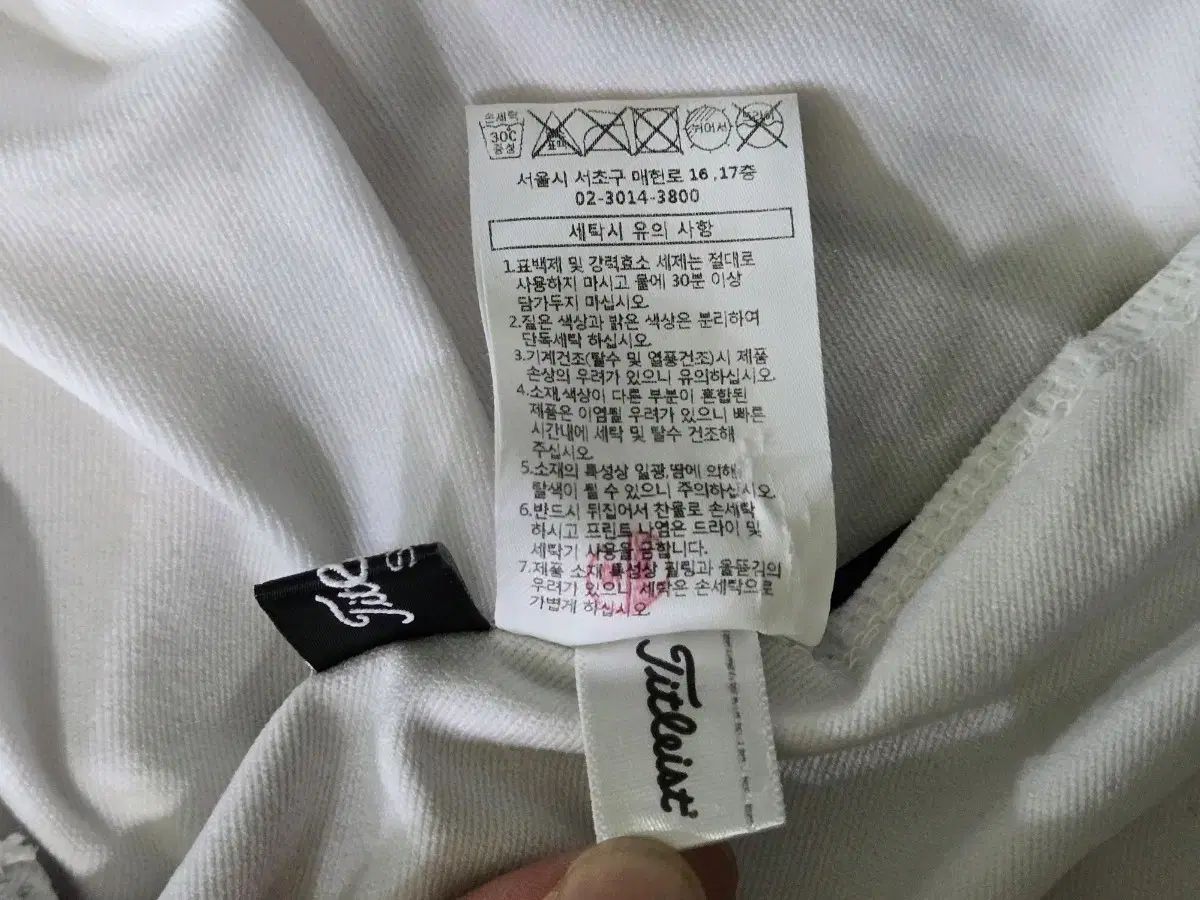 손세탁
30C
중성
표백
뉘어서
드라이
서울시 서초구 매헌로 16 ,17층
02-3014-3800
세탁시 유의 사항
1.표백제 및 강력효소 세제는 절대로
사용하지 마시고 물에 30분 이상
담가두지 마십시오.
2.짙은 색상과 밝은 색상은 분리하여
단독세탁 하십시오.
3.기계건조(탈수 및 열풍건조)시 제품
손상의 우려가 있으니 유의하십시오.
4.소재,색상이 다른 부분이 혼합된
제품은 이염될 우려가 있으니 빠른
시간내에 세탁 및 탈수 건조해
주십시오.
5.소재의 특성상 일광,땀에 의해
탈색이 될 수 있으니 주의하십시오.
6.반드시 뒤집어서 찬물로 손세탁
하시고 프린트 나염은 드라이 및
세탁기 사용을 금합니다.
7.제품 소재 특성상 필링과 올뜯김의
우려가 있으니 세탁은 손세탁으로
가볍게 하십시오.
S
Titleist